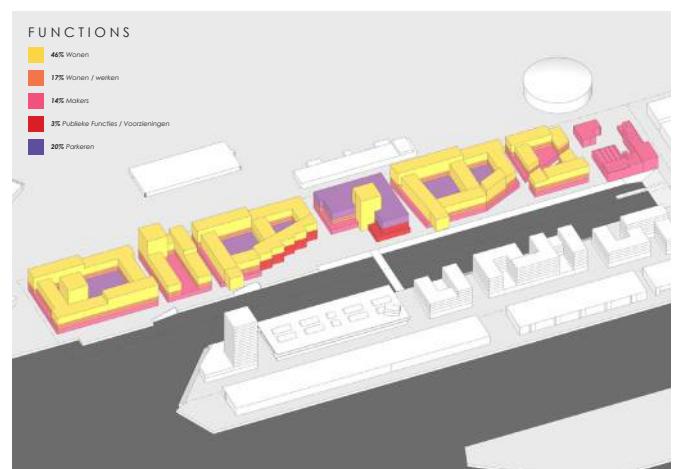 FUNCTIONS
46% Wonen
17% Wonen / werken
14% Makers
3% Publieke Functies / Voorzieningen
20% Parkeren